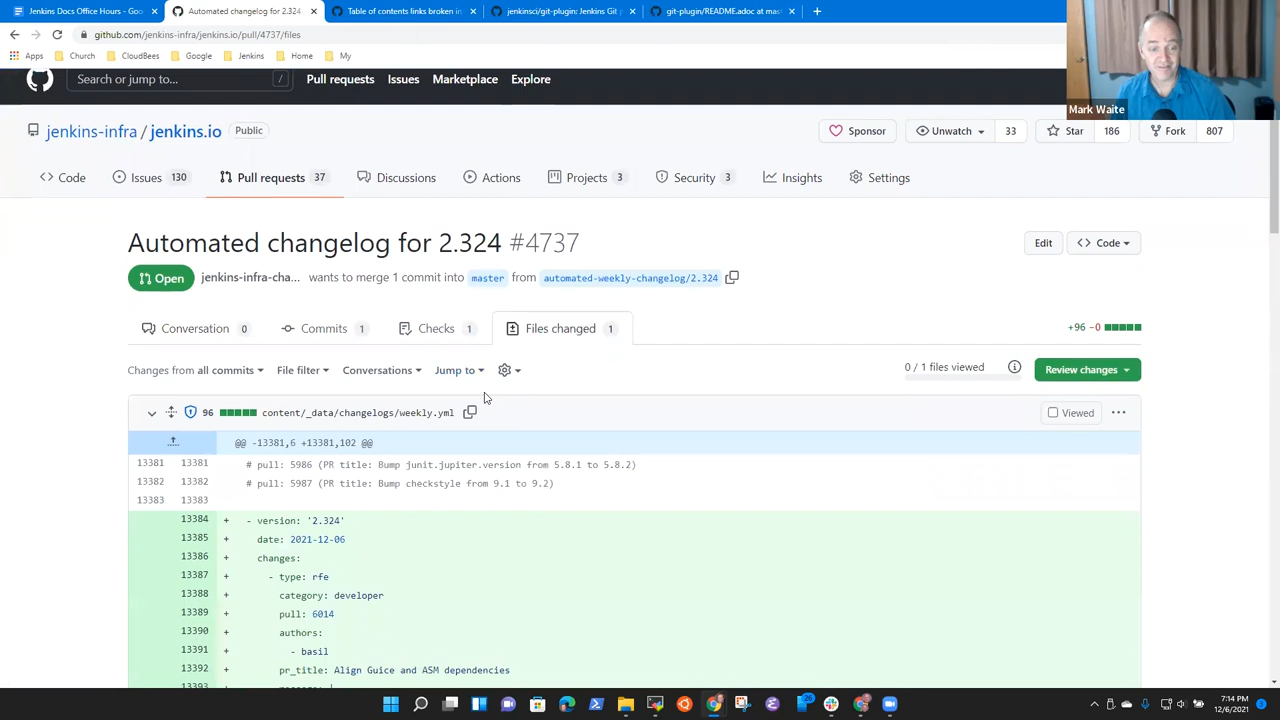 Jenkins Docs Office Hours - Goo
Automated changelog for 2.324
Table of contents links broken in
jenkinsci/git-plugin: Jenkins Git p
git-plugin/README.adoc at mas
github.com/jenkins-infra/jenkins.io/pull/4737/files
Apps Church CloudBees Google Jenkins Home My
Mark Waite
Search or jump to... / Pull requests Issues Marketplace Explore
jenkins-infra / jenkins.io Public
Sponsor Unwatch 33 Star 186 Fork 807
Code Issues 130 Pull requests 37 Discussions Actions Projects 3 Security 3 Insights Settings
Automated changelog for 2.324 #4737
Edit Code
Open jenkins-infra-cha... wants to merge 1 commit into master from automated-weekly-changelog/2.324
Conversation 0 Commits 1 Checks 1 Files changed 1
+96 -0
Changes from all commits File filter Conversations Jump to
0 / 1 files viewed Review changes
96 content/_data/changelogs/weekly.yml Viewed
@@ -13381,6 +13381,102 @@
13381 13381 # pull: 5986 (PR title: Bump junit.jupiter.version from 5.8.1 to 5.8.2)
13382 13382 # pull: 5987 (PR title: Bump checkstyle from 9.1 to 9.2)
13383 13383
13384 + - version: '2.324'
13385 + date: 2021-12-06
13386 + changes:
13387 + - type: rfe
13388 + category: developer
13389 + pull: 6014
13390 + authors:
13391 + - basil
13392 + pr_title: Align Guice and ASM dependencies
13393
7:14 PM
12/6/2021